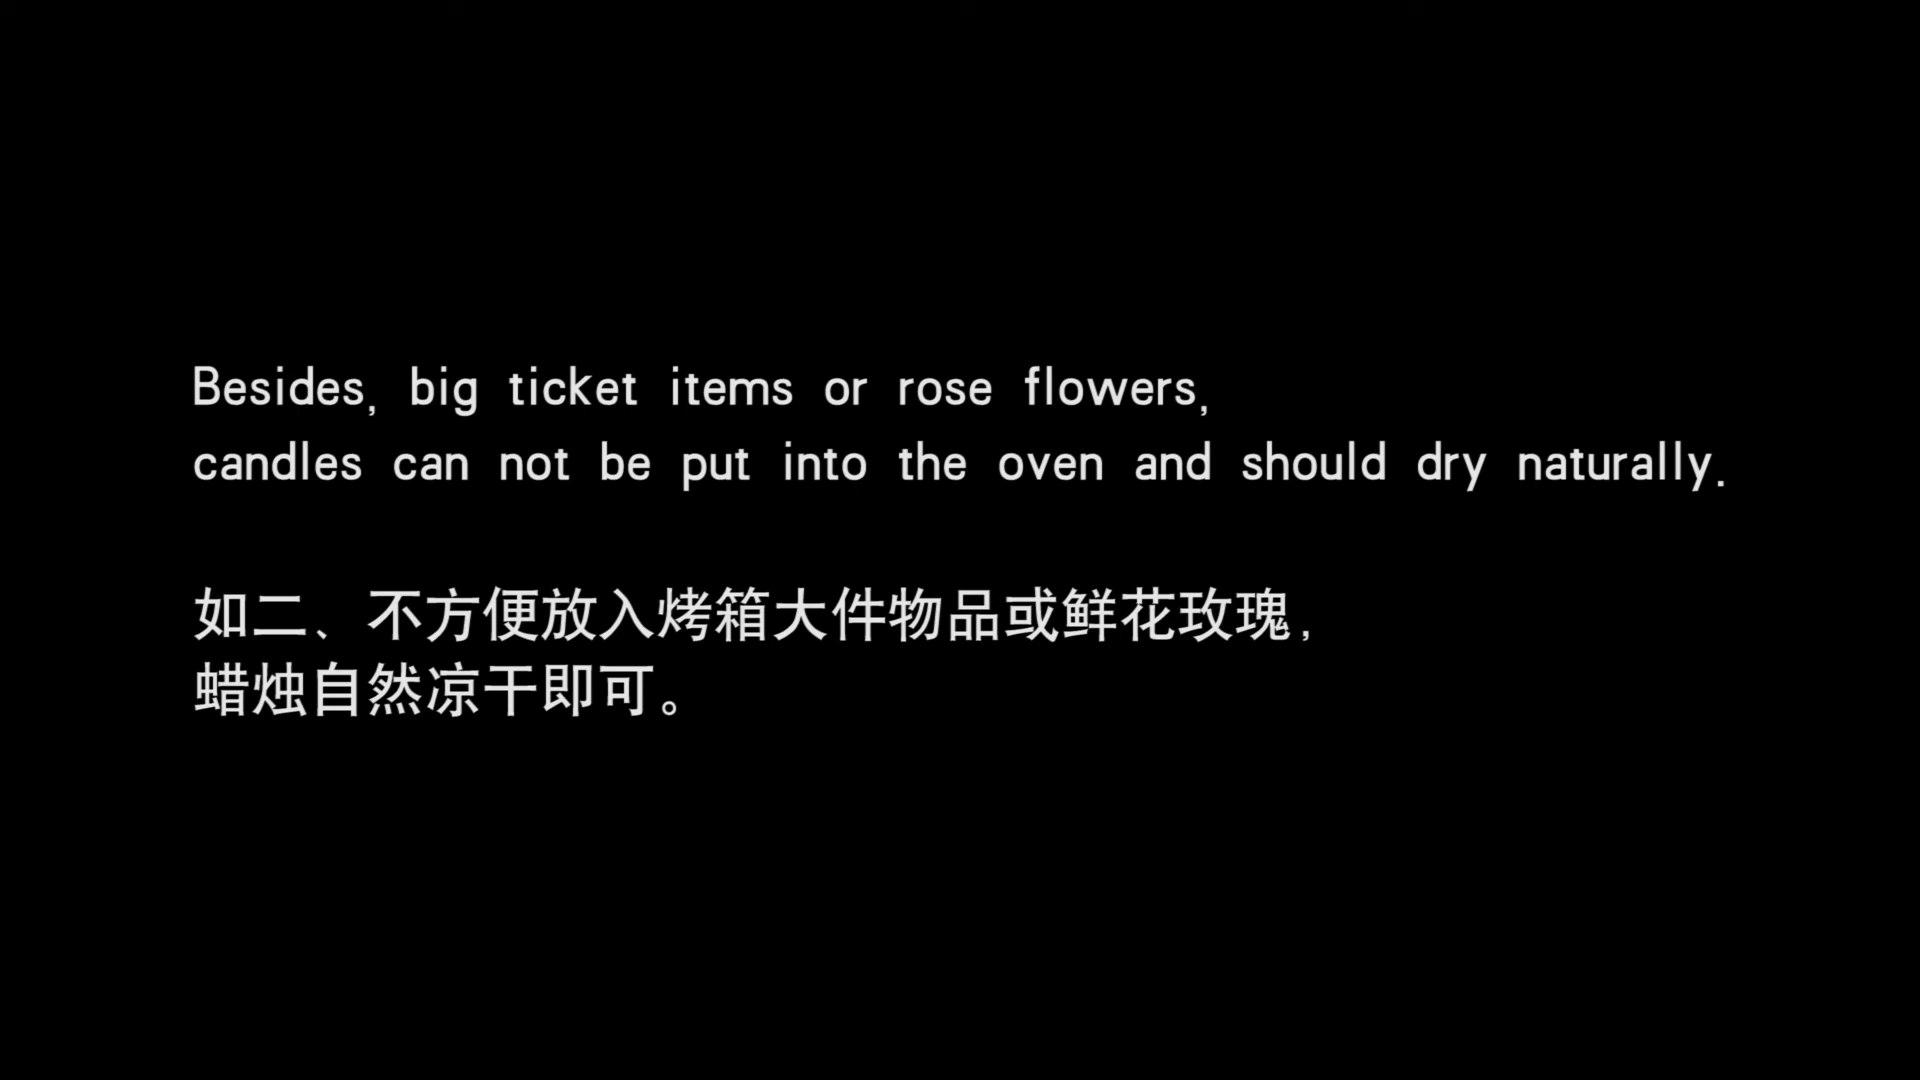 Besides, big ticket items or rose flowers,
candles can not be put into the oven and should dry naturally.
如二、不方便放入烤箱大件物品或鲜花玫瑰,
蜡烛自然凉干即可。